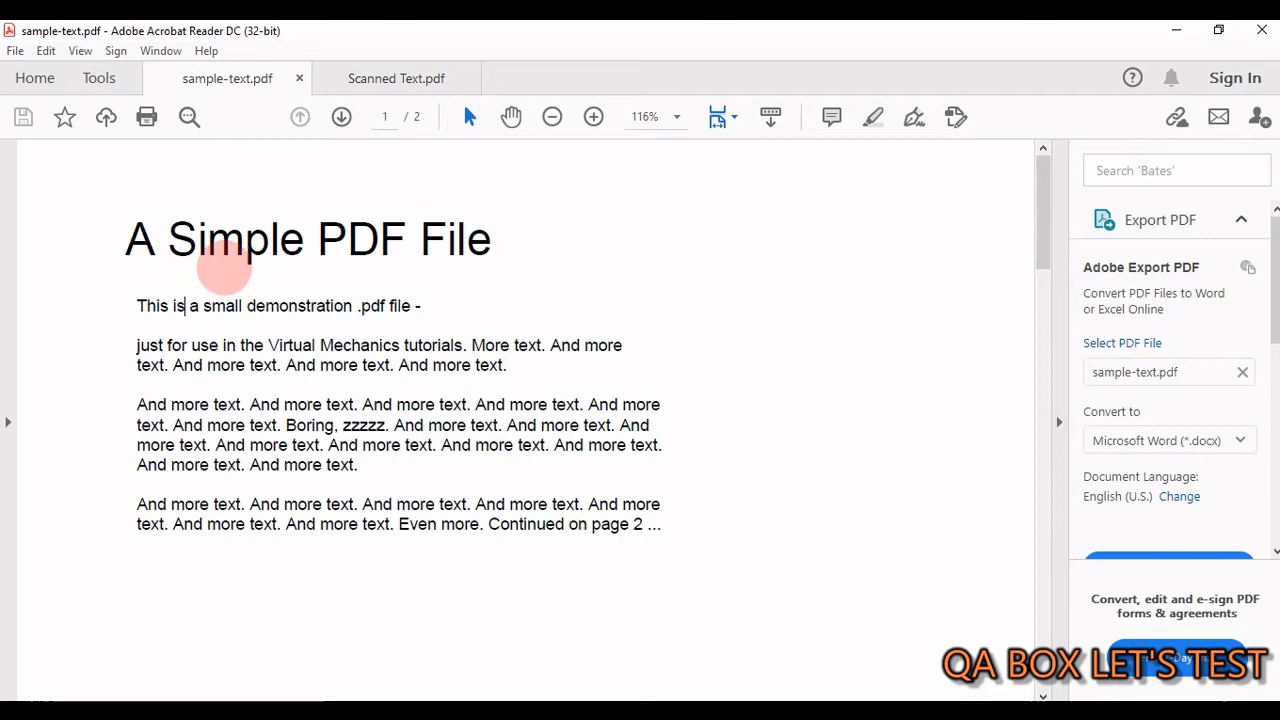 sample-text.pdf - Adobe Acrobat Reader DC (32-bit)
File Edit View Sign Window Help
Home Tools sample-text.pdf × Scanned Text.pdf Sign In
1 / 2 116%
Search 'Bates'
Export PDF
Adobe Export PDF
Convert PDF Files to Word
or Excel Online
Select PDF File
sample-text.pdf
Convert to
Microsoft Word (*.docx)
Document Language:
English (U.S.) Change
Convert, edit and e-sign PDF
forms & agreements
A Simple PDF File
This is a small demonstration .pdf file -
just for use in the Virtual Mechanics tutorials. More text. And more
text. And more text. And more text. And more text.
And more text. And more text. And more text. And more text. And more
text. And more text. Boring, zzzzz. And more text. And more text. And
more text. And more text. And more text. And more text. And more text.
And more text. And more text.
And more text. And more text. And more text. And more text. And more
text. And more text. And more text. Even more. Continued on page 2 ...
QA BOX LET'S TEST